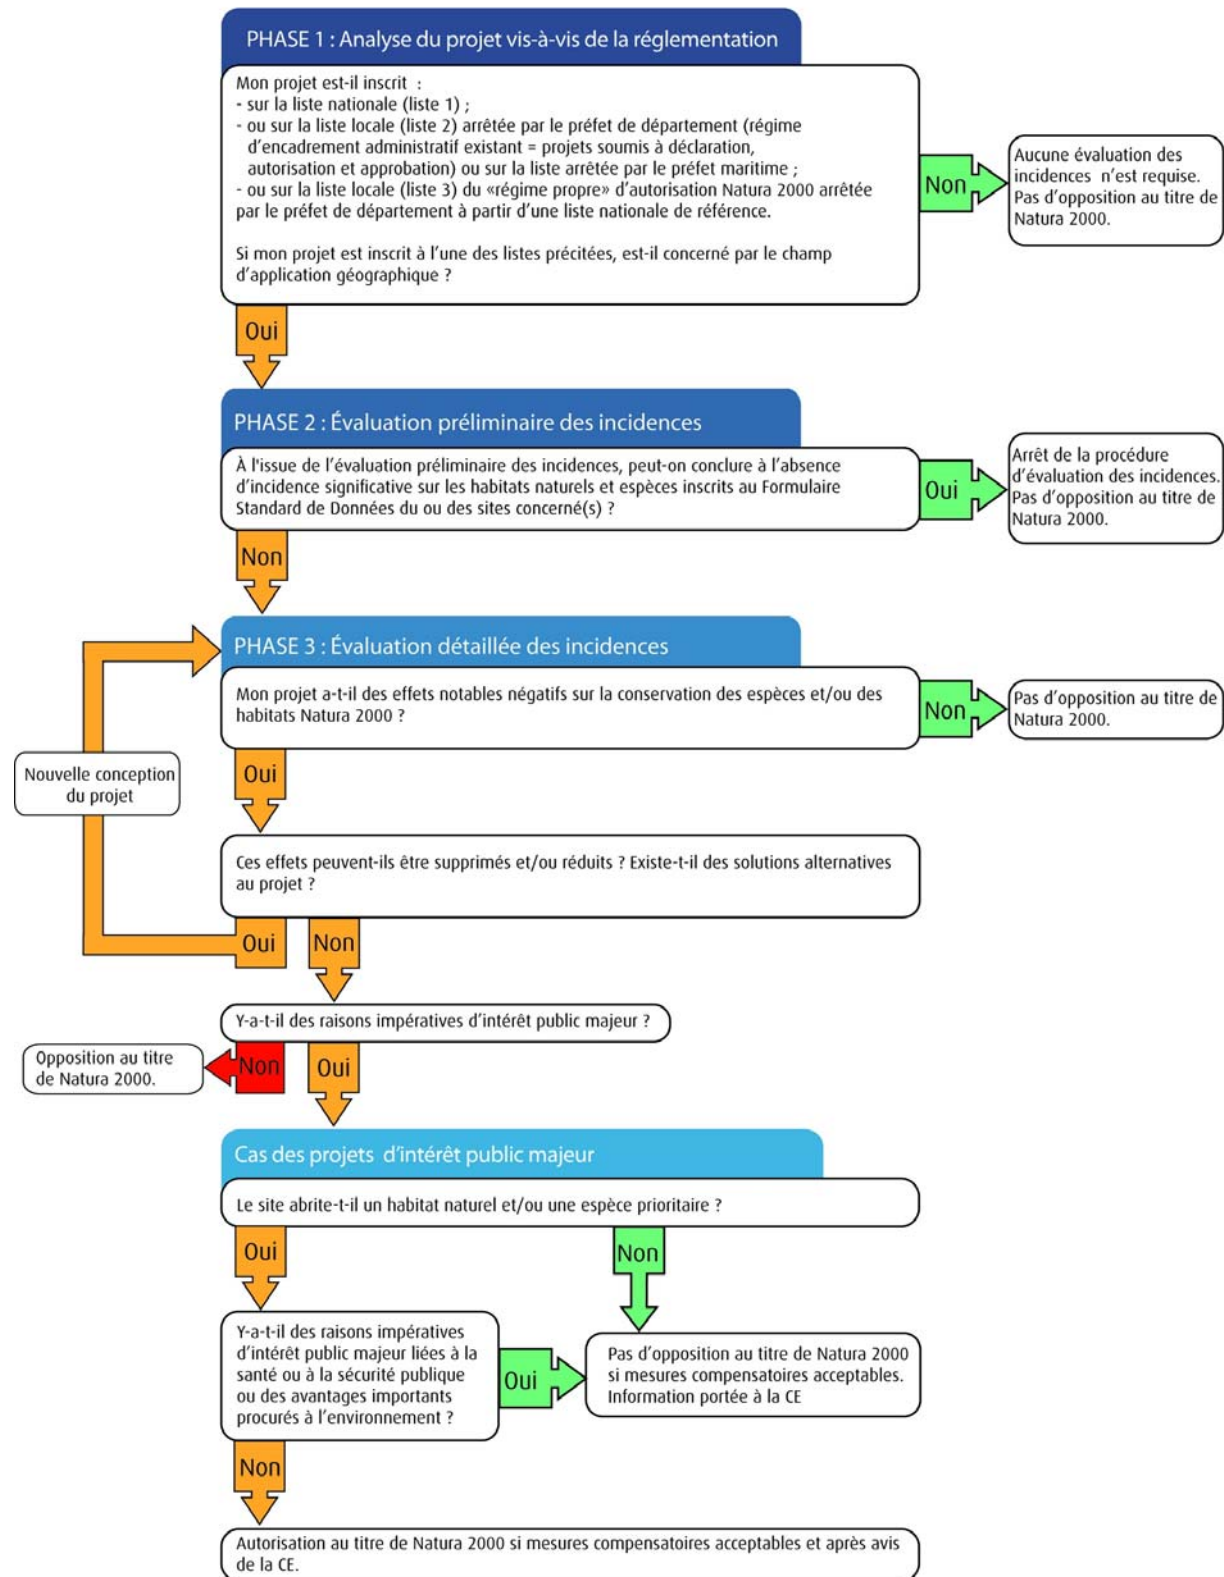 PHASE 1 : Analyse du projet vis-à-vis de la réglementation
Mon projet est-il inscrit :
- sur la liste nationale (liste 1) ;
- ou sur la liste locale (liste 2) arrêtée par le préfet de département (régime
d'encadrement administratif existant = projets soumis à déclaration,
autorisation et approbation) ou sur la liste arrêtée par le préfet maritime ;
- ou sur la liste locale (liste 3) du «régime propre» d'autorisation Natura 2000 arrêtée
par le préfet de département à partir d'une liste nationale de référence.
Si mon projet est inscrit à l'une des listes précitées, est-il concerné par le champ
d'application géographique ?
Non
Aucune évaluation des
incidences n'est requise.
Pas d'opposition au titre de
Natura 2000.
Oui
PHASE 2 : Évaluation préliminaire des incidences
À l'issue de l'évaluation préliminaire des incidences, peut-on conclure à l'absence
d'incidence significative sur les habitats naturels et espèces inscrits au Formulaire
Standard de Données du ou des sites concerné(s) ?
Oui
Arrêt de la procédure
d'évaluation des incidences.
Pas d'opposition au titre de
Natura 2000.
Non
PHASE 3 : Évaluation détaillée des incidences
Mon projet a-t-il des effets notables négatifs sur la conservation des espèces et/ou des
habitats Natura 2000 ?
Non
Pas d'opposition au titre de
Natura 2000.
Oui
Nouvelle conception
du projet
Ces effets peuvent-ils être supprimés et/ou réduits ? Existe-t-il des solutions alternatives
au projet ?
Oui
Non
Y-a-t-il des raisons impératives d'intérêt public majeur ?
Opposition au titre
de Natura 2000.
Non
Oui
Cas des projets d'intérêt public majeur
Le site abrite-t-il un habitat naturel et/ou une espèce prioritaire ?
Oui
Non
Y-a-t-il des raisons impératives
d'intérêt public majeur liées à la
santé ou à la sécurité publique
ou des avantages importants
procurés à l'environnement ?
Oui
Pas d'opposition au titre de Natura 2000
si mesures compensatoires acceptables.
Information portée à la CE
Non
Autorisation au titre de Natura 2000 si mesures compensatoires acceptables et après avis
de la CE.